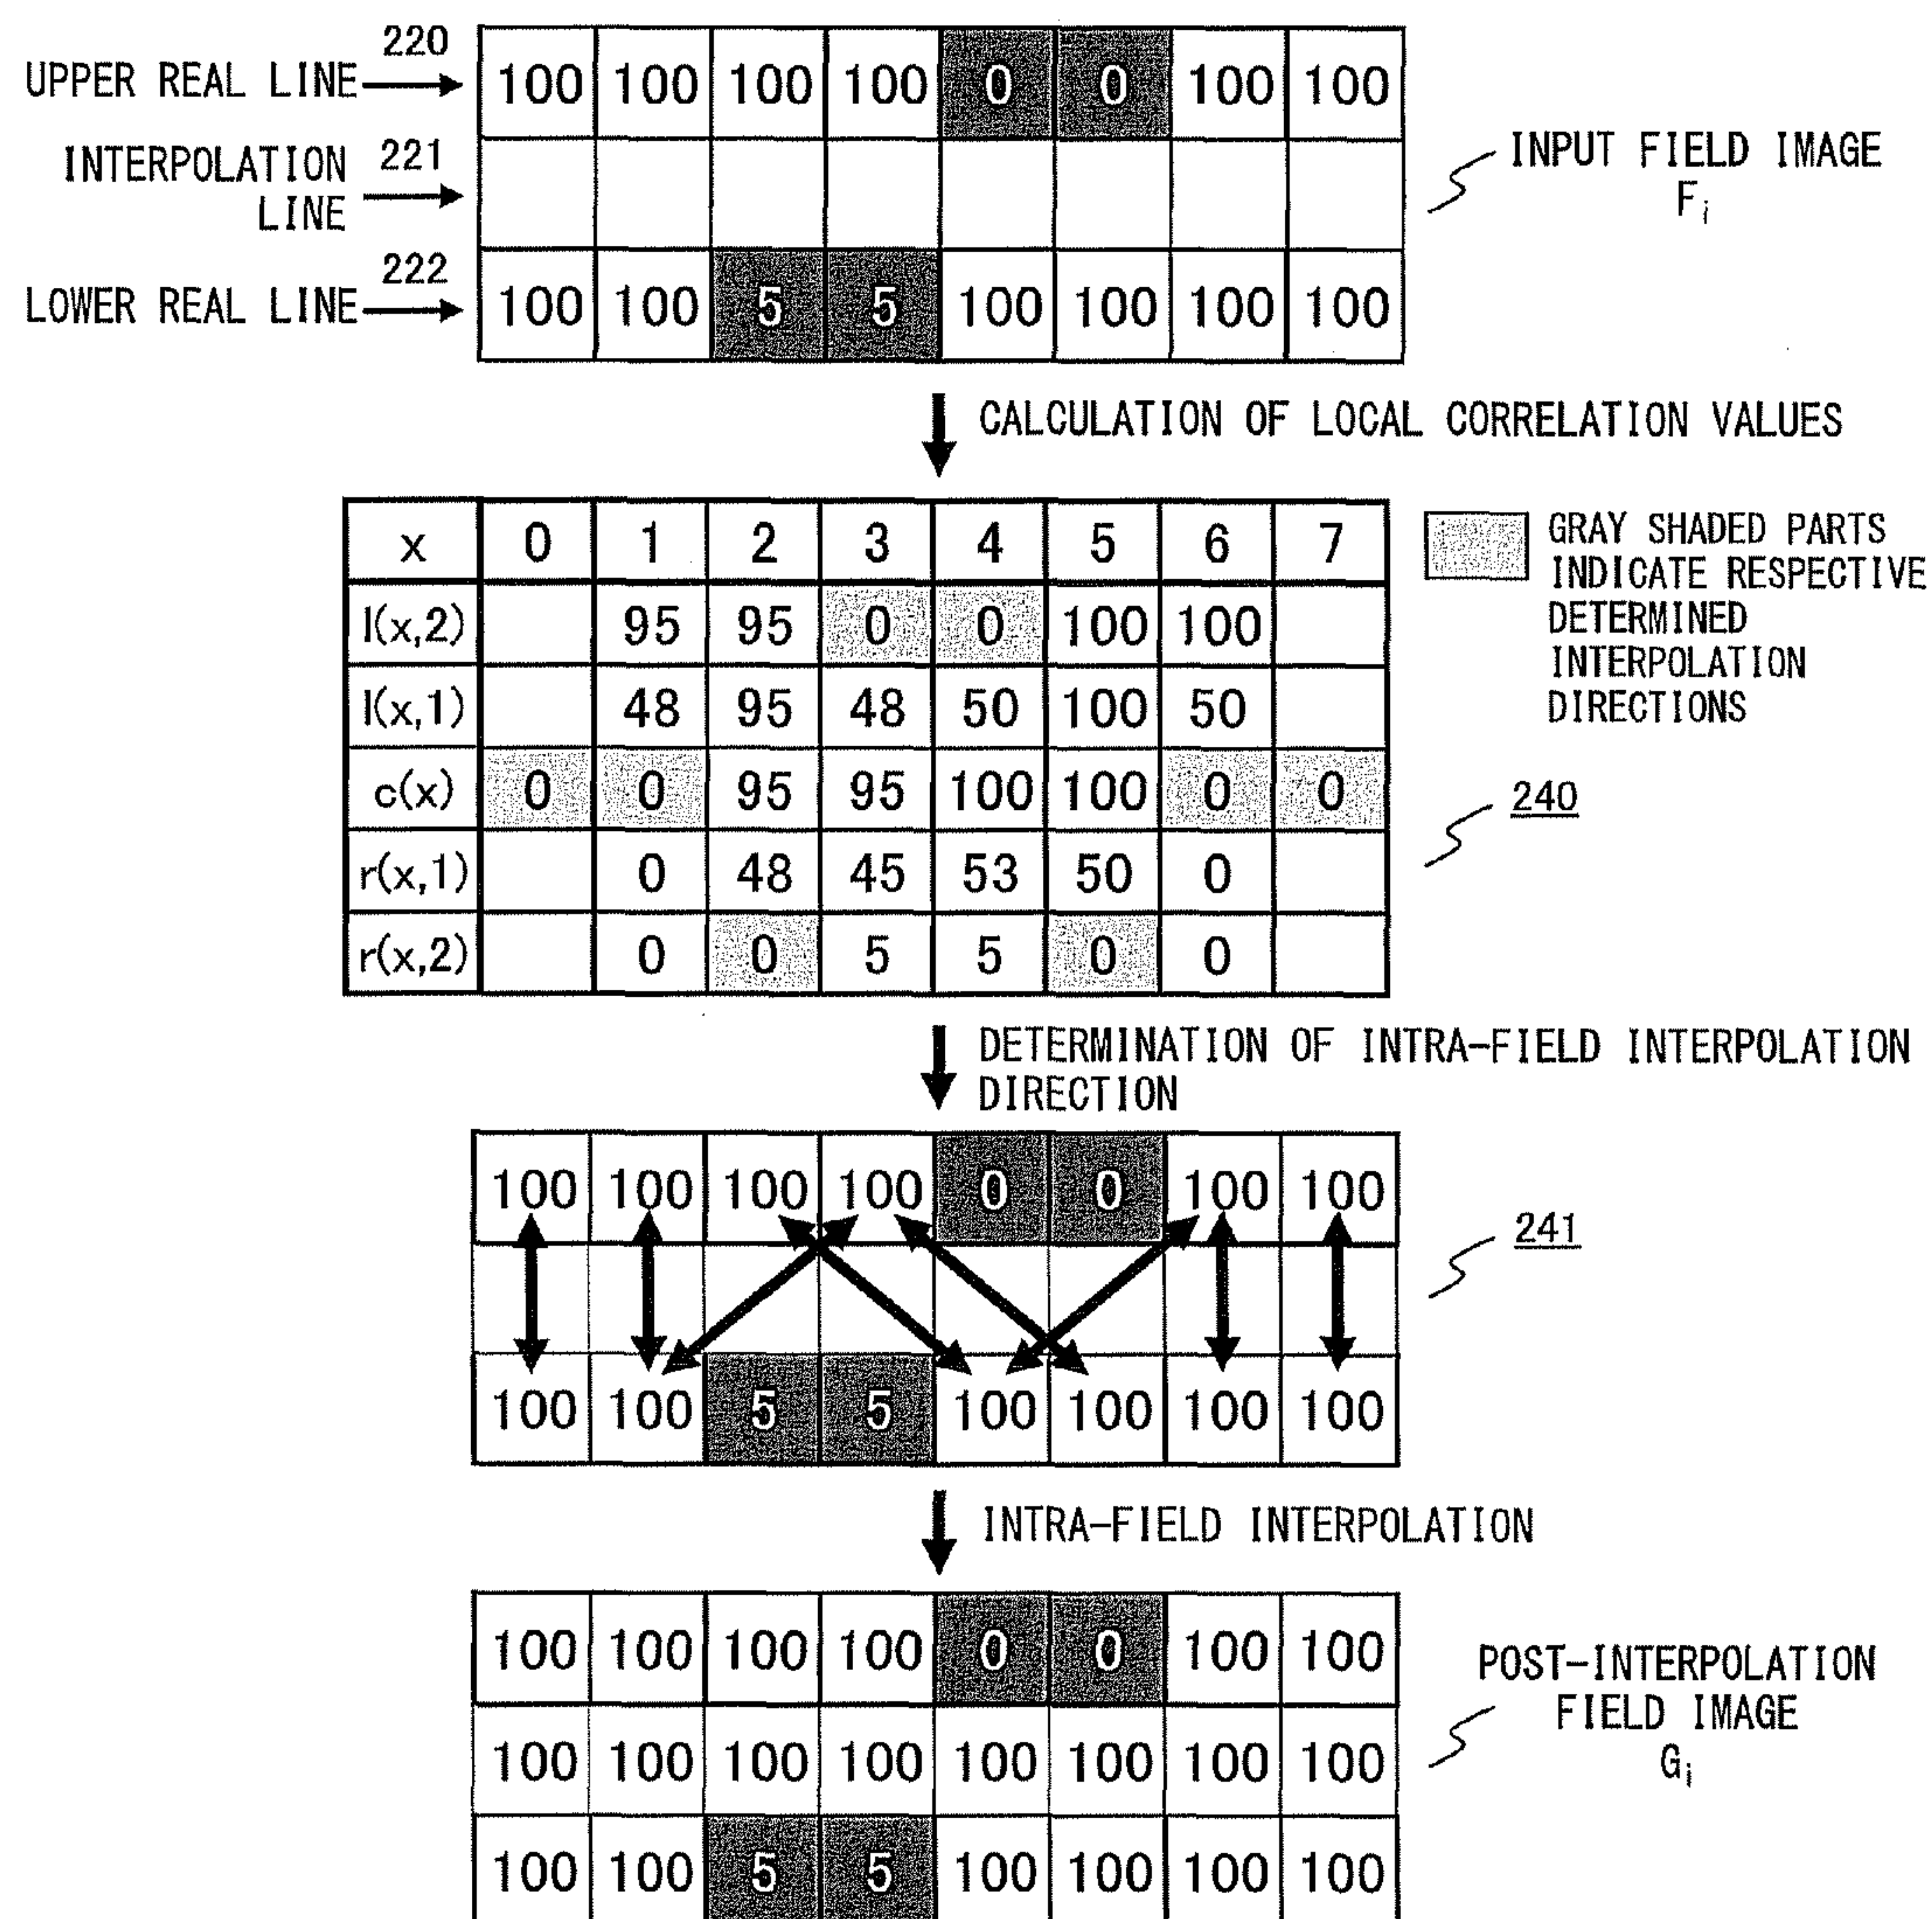 220
UPPER REAL LINE
100 100 100 100 0 0 100 100
INTERPOLATION
LINE
221
INPUT FIELD IMAGE
Fi
222
LOWER REAL LINE
100 100 5 5 100 100 100 100
CALCULATION OF LOCAL CORRELATION VALUES
x 0 1 2 3 4 5 6 7
l(x,2) 95 95 0 0 100 100
l(x,1) 48 95 48 50 100 50
c(x) 0 0 95 95 100 100 0 0
r(x,1) 0 48 45 53 50 0
r(x,2) 0 0 5 5 0 0
GRAY SHADED PARTS
INDICATE RESPECTIVE
DETERMINED
INTERPOLATION
DIRECTIONS
240
DETERMINATION OF INTRA-FIELD INTERPOLATION
DIRECTION
100 100 100 100 0 0 100 100
241
100 100 5 5 100 100 100 100
INTRA-FIELD INTERPOLATION
100 100 100 100 0 0 100 100
100 100 100 100 100 100 100 100
100 100 5 5 100 100 100 100
POST-INTERPOLATION
FIELD IMAGE
Gi